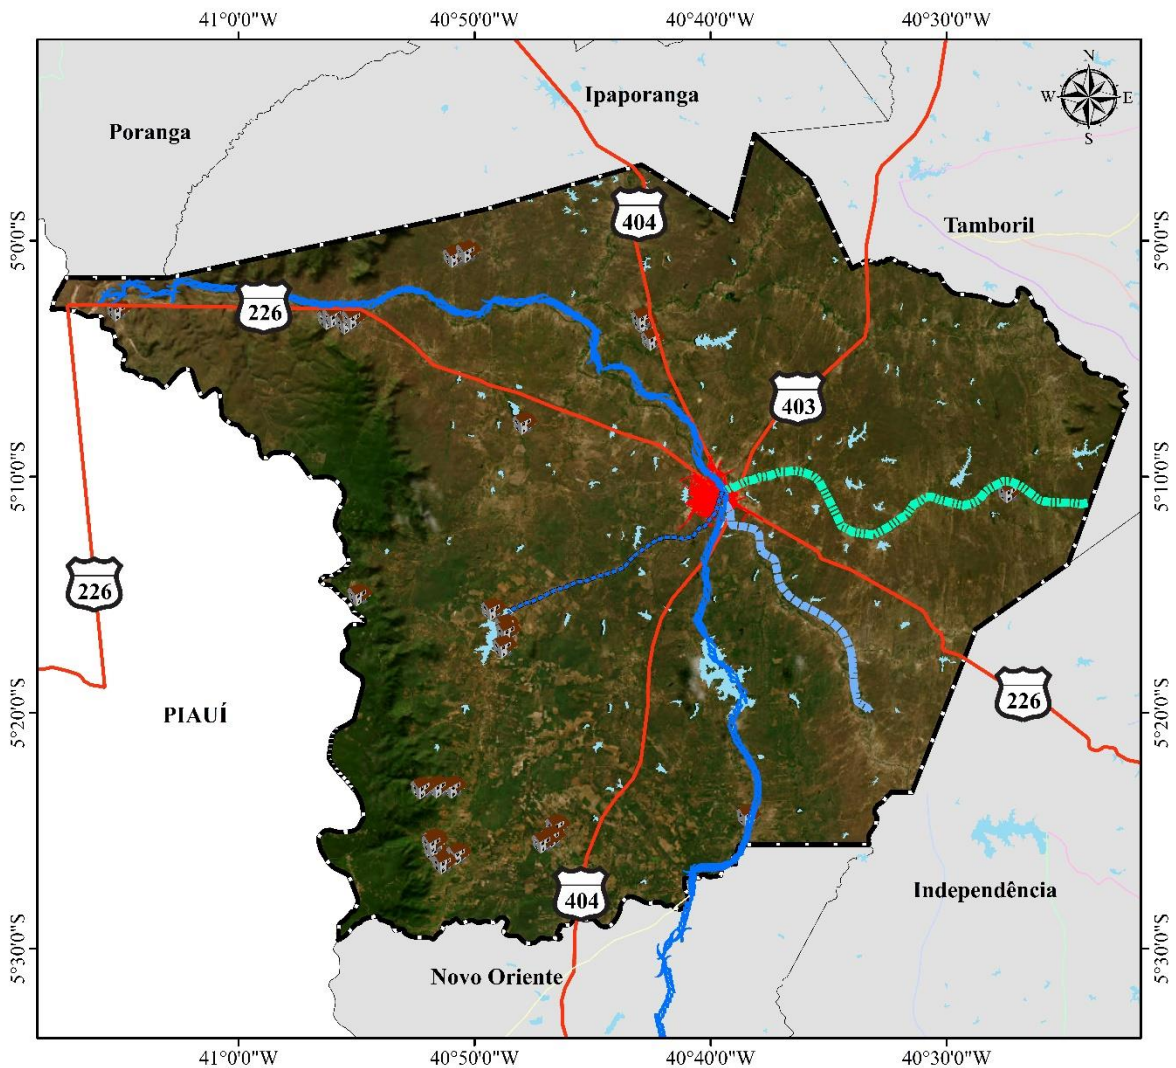 41°0'0"W 40°50'0"W 40°40'0"W 40°30'0"W
N
W E
S
Ipaporanga
Poranga
404
Tamboril
5°0'0"S 5°0'0"S
226
403
5°10'0"S 5°10'0"S
226
5°20'0"S 5°20'0"S
PIAUÍ
226
404
Independência
5°30'0"S 5°30'0"S
Novo Oriente
41°0'0"W 40°50'0"W 40°40'0"W 40°30'0"W